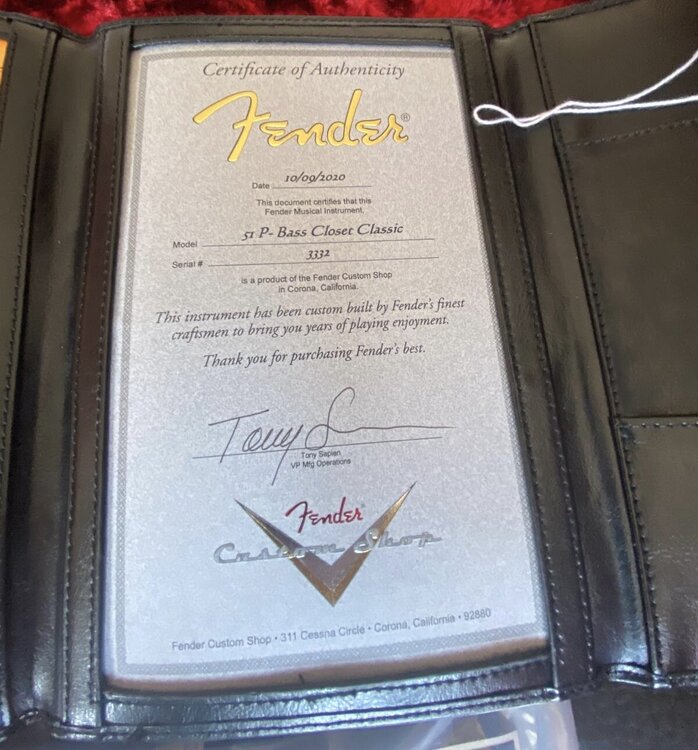 Certificate of Authenticity
Fender®
Date 10/09/2020
This document certifies that this
Fender Musical Instrument,
Model 51 P- Bass Closet Classic
Serial # 3332
is a product of the Fender Custom Shop
in Corona, California.
This instrument has been custom built by Fender's finest
craftsmen to bring you years of playing enjoyment.
Thank you for purchasing Fender's best.
Tony S
Tony Sapien
VP Mfg Operations
Fender
Custom Shop
Fender Custom Shop • 311 Cessna Circle • Corona, California • 92880